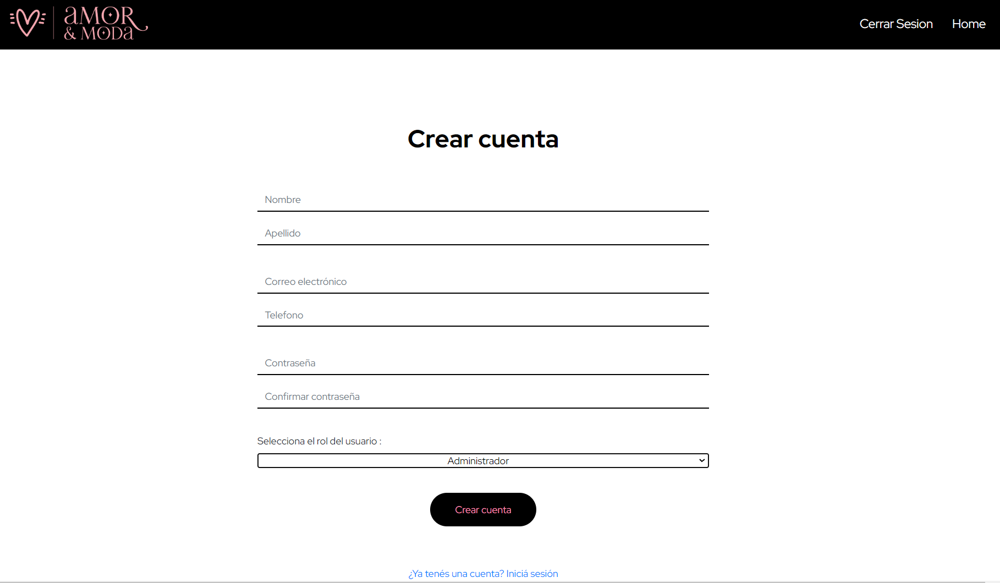 AMOR
& MODA
Cerrar Sesion
Home
Crear cuenta
Nombre
Apellido
Correo electrónico
Telefono
Contraseña
Confirmar contraseña
Selecciona el rol del usuario :
Administrador
Crear cuenta
¿Ya tenés una cuenta? Iniciá sesión